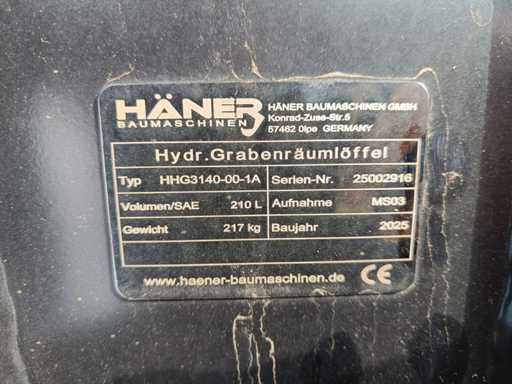 HÄNER
BAUMASCHINEN
HÄNER BAUMASCHINEN GMBH
Konrad-Zuse-Str.5
57462 Olpe GERMANY
Hydr.Grabenräumlöffel
Typ HHG3140-00-1A Serien-Nr. 25002916
Volumen/SAE 210 L Aufnahme MS03
Gewicht 217 kg Baujahr 2025
www.haener-baumaschinen.de CE